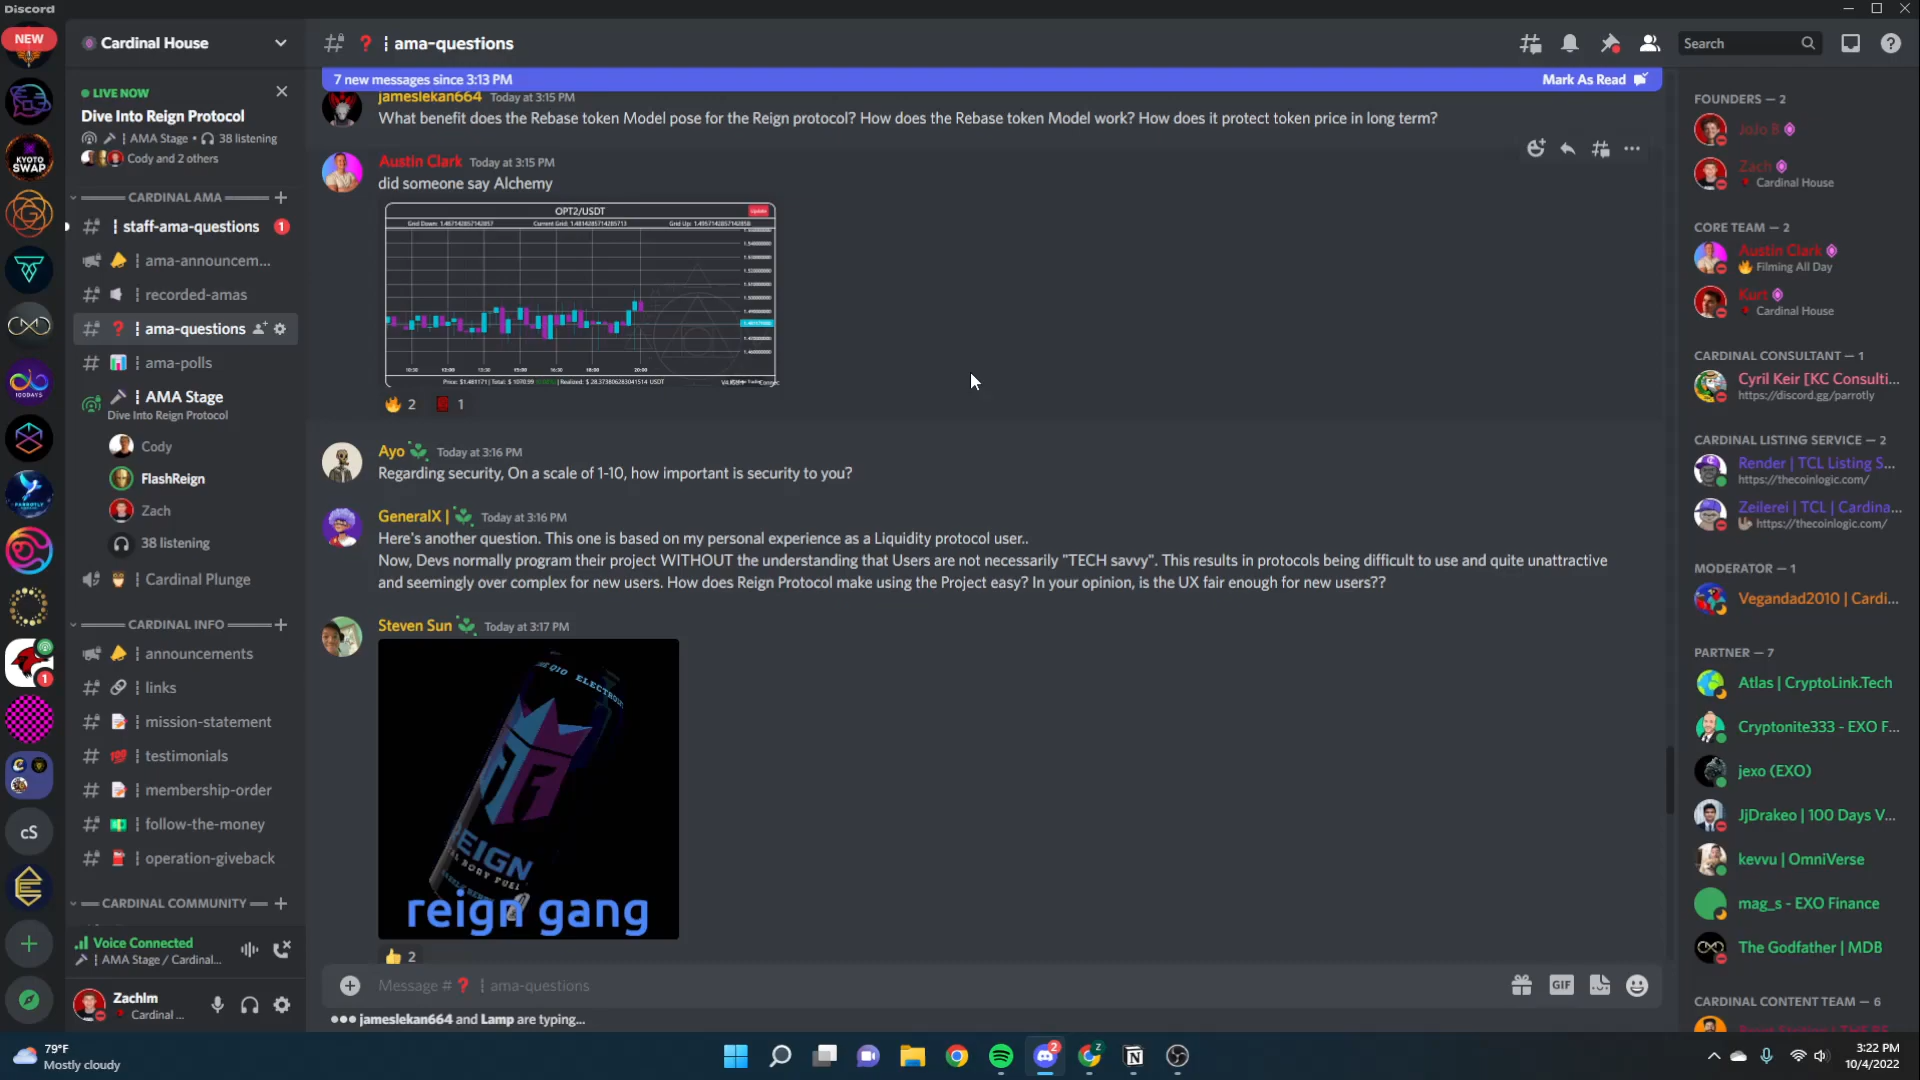 Discord
NEW
Cardinal House
LIVE NOW
Dive Into Reign Protocol
AMA Stage • 38 listening
Cody and 2 others
CARDINAL AMA
staff-ama-questions 1
ama-announcem...
recorded-amas
ama-questions
ama-polls
AMA Stage
Dive Into Reign Protocol
Cody
FlashReign
Zach
38 listening
Cardinal Plunge
CARDINAL INFO
announcements
links
mission-statement
testimonials
membership-order
follow-the-money
operation-giveback
CARDINAL COMMUNITY
Voice Connected
AMA Stage / Cardinal...
Zachlm
Cardinal ...
KYOTO
SWAP
100DAYS
1
cS
ama-questions
Search
7 new messages since 3:13 PM
Mark As Read
jameslekan664 Today at 3:15 PM
What benefit does the Rebase token Model pose for the Reign protocol? How does the Rebase token Model work? How does it protect token price in long term?
Austin Clark Today at 3:15 PM
did someone say Alchemy
OPT2/USDT
Update
2 1
Ayo Today at 3:16 PM
Regarding security, On a scale of 1-10, how important is security to you?
GeneralX | Today at 3:16 PM
Here's another question. This one is based on my personal experience as a Liquidity protocol user..
Now, Devs normally program their project WITHOUT the understanding that Users are not necessarily "TECH savvy". This results in protocols being difficult to use and quite unattractive
and seemingly over complex for new users. How does Reign Protocol make using the Project easy? In your opinion, is the UX fair enough for new users??
Steven Sun Today at 3:17 PM
REIGN
reign gang
2
Message # ama-questions
GIF
jameslekan664 and Lamp are typing...
FOUNDERS — 2
JoJo B
Zach
Cardinal House
CORE TEAM — 2
Austin Clark
Filming All Day
Kurt
Cardinal House
CARDINAL CONSULTANT — 1
Cyril Keir [KC Consulti...
https://discord.gg/parrotly
CARDINAL LISTING SERVICE — 2
Render | TCL Listing S...
https://thecoinlogic.com/
Zeilerei | TCL | Cardina...
https://thecoinlogic.com/
MODERATOR — 1
Vegandad2010 | Cardi...
PARTNER — 7
Atlas | CryptoLink.Tech
Cryptonite333 - EXO F...
jexo (EXO)
JjDrakeo | 100 Days V...
kevvu | OmniVerse
mag_s - EXO Finance
The Godfather | MDB
CARDINAL CONTENT TEAM — 6
79°F
Mostly cloudy
2
Z
3:22 PM
10/4/2022